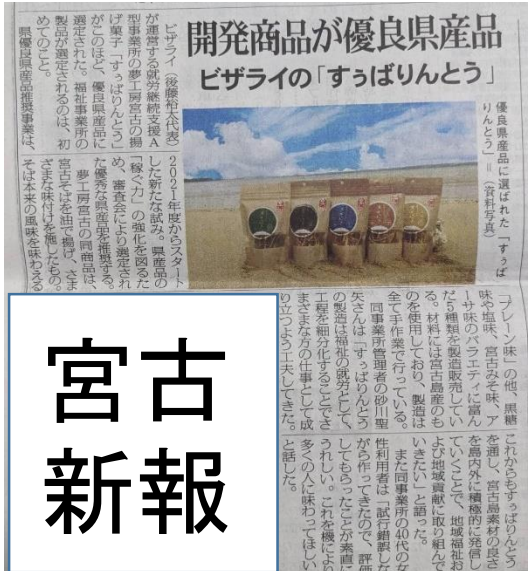 開発商品が優良県産品
ビザライの「すぅばりんとう」
優良県産品に選ばれた「すぅば
りんとう」=(資料写真)
ビザライ(後藤裕太代表)
が運営する就労継続支援A
型事業所の夢工房宮古の揚
げ菓子「すぅばりんとう」
がこのほど、優良県産品に
選定された。福祉事業所の
製品が選定されるのは、初
めてのこと。
県優良県産品推奨事業は、
2021年度からスタート
した新たな試み。県産品の
「稼ぐ力」の強化を図るた
め、審査会により選定され
た優秀な県産品を推奨する。
夢工房宮古の同商品は、
宮古そばを油で揚げ、さま
ざまな味付けを施したもの。
そば本来の風味を味わえる
「プレーン味」の他、黒糖
味や塩味、宮古みそ味、ア
ーサ味のバラエティに富ん
だ5種類を製造販売してい
る。材料には宮古島産のも
のを使用しており、製造は
全て手作業で行っている。
同事業所管理者の砂川聖
矢さんは「すぅばりんとう
の製造は福祉の就労として、
工程を細分化することでさ
まざまな方の仕事として成
り立つよう工夫してきた。
これからもすぅばりんとう
を通し、宮古島素材の良さ
を島内外に積極的に発信し
ていくことで、地域福祉お
よび地域貢献に取り組んで
いきたい」と語った。
また同事業所の40代の女
性利用者は「試行錯誤しな
がら作ってきたので、評価
してもらったことが素直に
うれしい。これを機により
多くの人に味わってほしい」
と話した。
宮古
新報